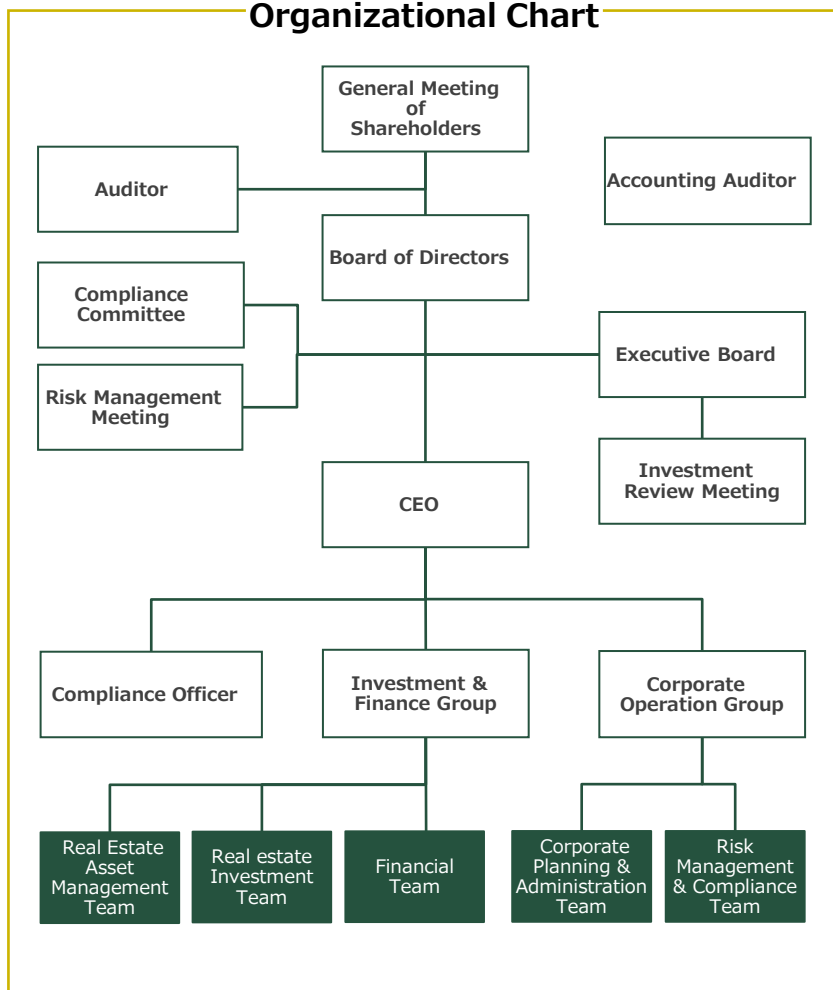 Organizational Chart
General Meeting
of
Shareholders
Auditor
Accounting Auditor
Board of Directors
Compliance
Committee
Executive Board
Risk Management
Meeting
Investment
Review Meeting
CEO
Compliance Officer
Investment &
Finance Group
Corporate
Operation Group
Real Estate
Asset
Management
Team
Real estate
Investment
Team
Financial
Team
Corporate
Planning &
Administration
Team
Risk
Management
& Compliance
Team